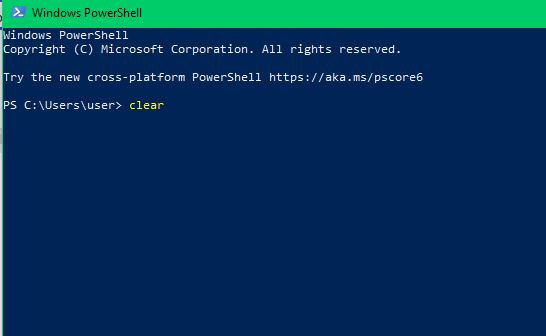 Windows PowerShell
Windows PowerShell
Copyright (C) Microsoft Corporation. All rights reserved.
Try the new cross-platform PowerShell https://aka.ms/pscore6
PS C:\Users\user> clear